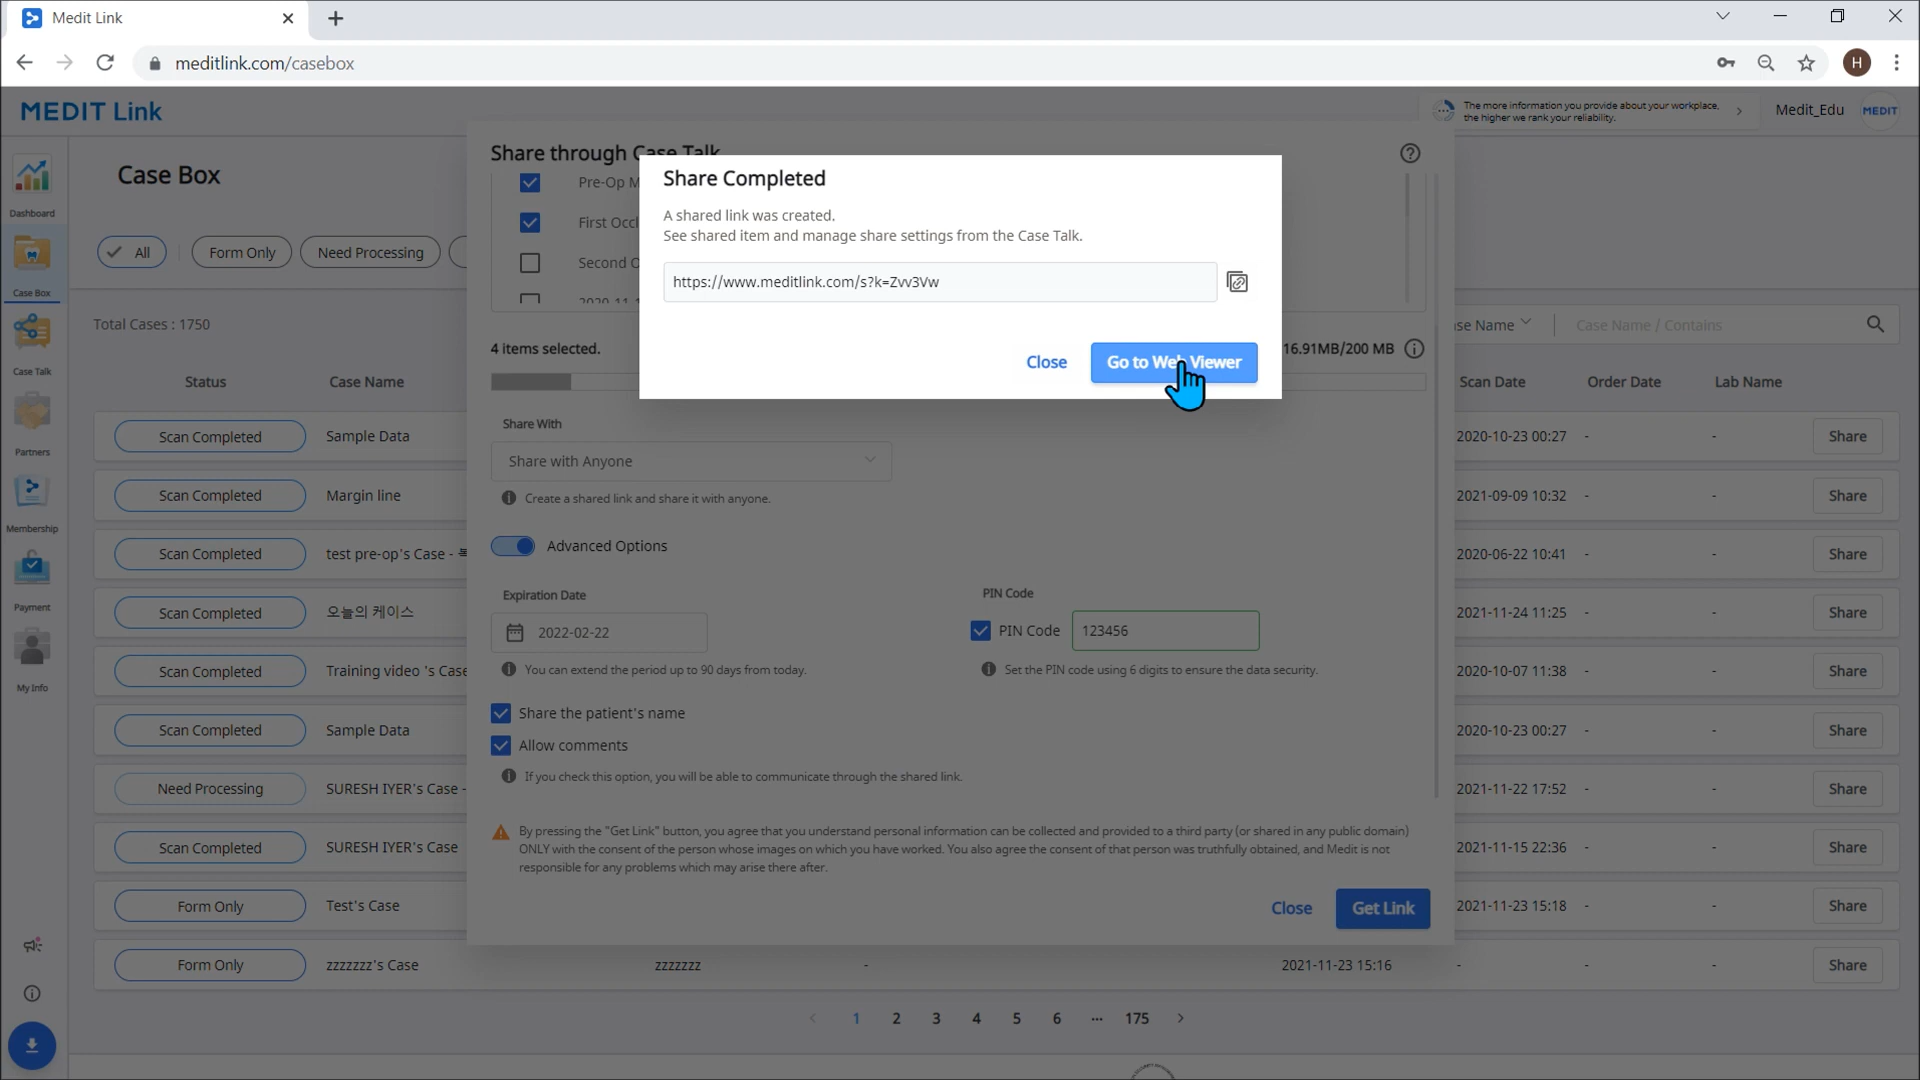 Medit Link
meditlink.com/casebox
H
MEDIT Link
The more information you provide about your workplace,
the higher we rank your reliability.
Medit_Edu
MEDIT
Dashboard
Case Box
Case Talk
Partners
Membership
Payment
My Info
Case Box
All
Form Only
Need Processing
Total Cases : 1750
Case Name / Contains
Status
Case Name
Scan Date
Order Date
Lab Name
Scan Completed
Sample Data
2020-10-23 00:27
-
-
Share
Scan Completed
Margin line
2021-09-09 10:32
-
-
Share
Scan Completed
test pre-op's Case -
2020-06-22 10:41
-
-
Share
Scan Completed
오늘의 케이스
2021-11-24 11:25
-
-
Share
Scan Completed
Training video 's Case
2020-10-07 11:38
-
-
Share
Scan Completed
Sample Data
2020-10-23 00:27
-
-
Share
Need Processing
SURESH IYER's Case -
2021-11-22 17:52
-
-
Share
Scan Completed
SURESH IYER's Case
2021-11-15 22:36
-
-
Share
Form Only
Test's Case
2021-11-23 15:18
-
-
Share
Form Only
zzzzzzz's Case
zzzzzzz
-
2021-11-23 15:16
-
-
-
Share
1 2 3 4 5 6 ··· 175
Share through Case Talk
Pre-Op
First
Second
4 items selected.
16.91MB/200 MB
Share With
Share with Anyone
Create a shared link and share it with anyone.
Advanced Options
Expiration Date
2022-02-22
You can extend the period up to 90 days from today.
PIN Code
PIN Code
123456
Set the PIN code using 6 digits to ensure the data security.
Share the patient's name
Allow comments
If you check this option, you will be able to communicate through the shared link.
By pressing the "Get Link" button, you agree that you understand personal information can be collected and provided to a third party (or shared in any public domain)
ONLY with the consent of the person whose images on which you have worked. You also agree the consent of that person was truthfully obtained, and Medit is not
responsible for any problems which may arise there after.
Close
Get Link
Share Completed
A shared link was created.
See shared item and manage share settings from the Case Talk.
https://www.meditlink.com/s?k=Zvv3Vw
Close
Go to Web Viewer